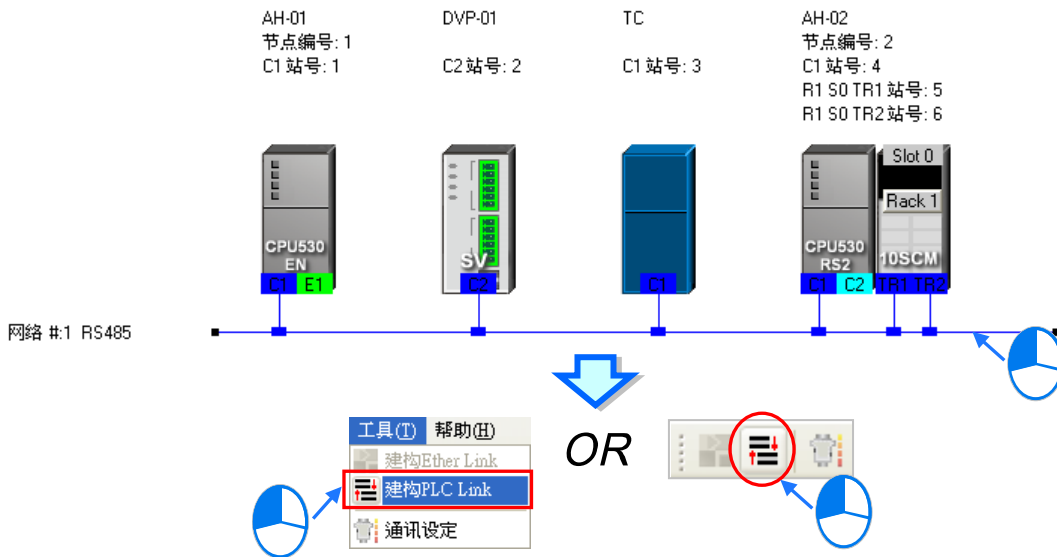 AH-01
节点编号: 1
C1 站号: 1
DVP-01
C2站号: 2
TC
C1 站号: 3
AH-02
节点编号: 2
C1 站号: 4
R1 S0 TR1 站号: 5
R1 S0 TR2 站号: 6
CPU530
EN
C1 E1
SV
C2
C1
CPU530
RS2
C1 C2
Slot 0
Rack 1
10SCM
TR1 TR2
网络 #:1 RS485
工具(T) 帮助(H)
建构Ether Link
建构PLC Link
通讯设定
OR